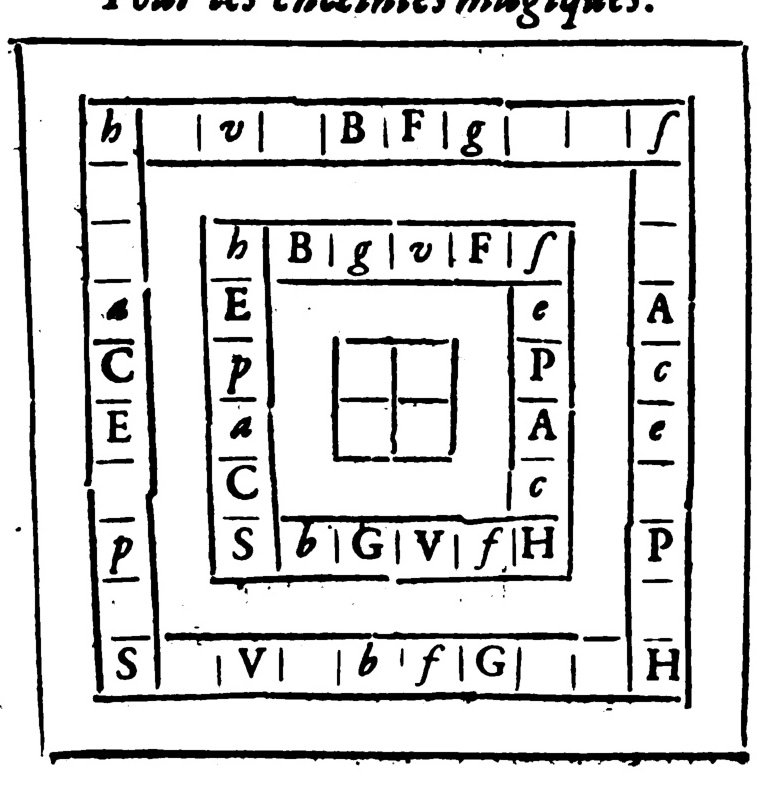 Pour les enceintes magiques.
h v B F g ſ
h B g v F ſ
a E e A
C p P c
E a A e
C c
p S b G V f H P
S V b f G H